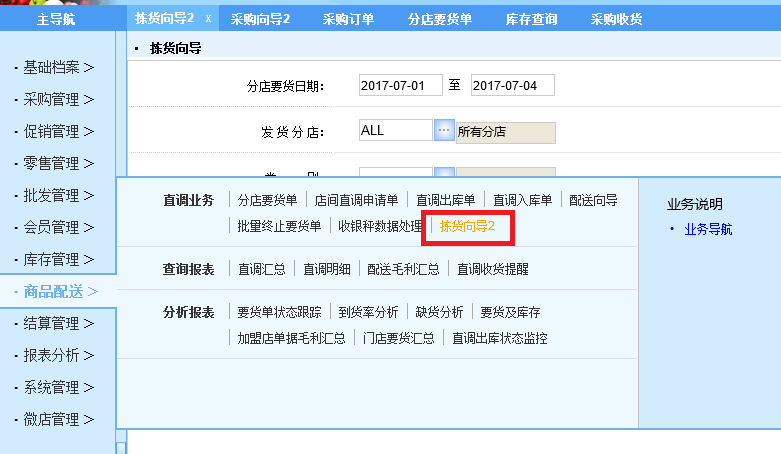 主导航 拣货向导2 x 采购向导2 采购订单 分店要货单 库存查询 采购收货
· 拣货向导
· 基础档案 >
· 采购管理 >
· 促销管理 >
· 零售管理 >
· 批发管理 >
· 会员管理 >
· 库存管理 >
· 商品配送 >
· 结算管理 >
· 报表分析 >
· 系统管理 >
· 微店管理 >
分店要货日期: 2017-07-01 至 2017-07-04
发 货 分 店: ALL ... 所有分店
直调业务 分店要货单 店间直调申请单 直调出库单 直调入库单 配送向导
批量终止要货单 收银秤数据处理 拣货向导2
查询报表 直调汇总 直调明细 配送毛利汇总 直调收货提醒
分析报表 要货单状态跟踪 到货率分析 缺货分析 要货及库存
加盟店单据毛利汇总 门店要货汇总 直调出库状态监控
业务说明
· 业务导航